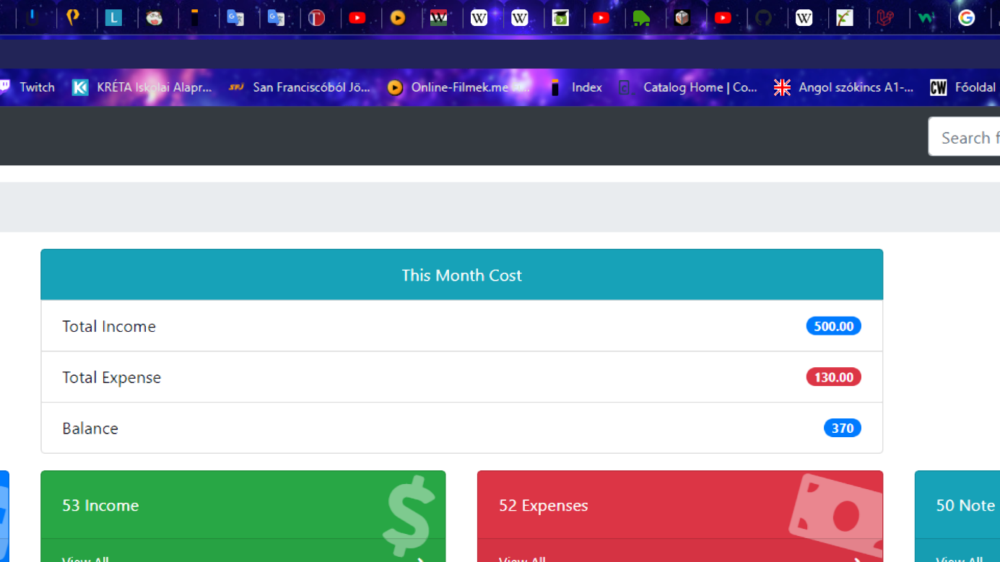 Twitch KRÉTA Iskolai Alapr... San Franciscóból Jö... Online-Filmek.me Index Catalog Home | Co... Angol szókincs A1-... Főoldal
Search f
This Month Cost
Total Income 500.00
Total Expense 130.00
Balance 370
53 Income 52 Expenses 50 Note
View All View All View All